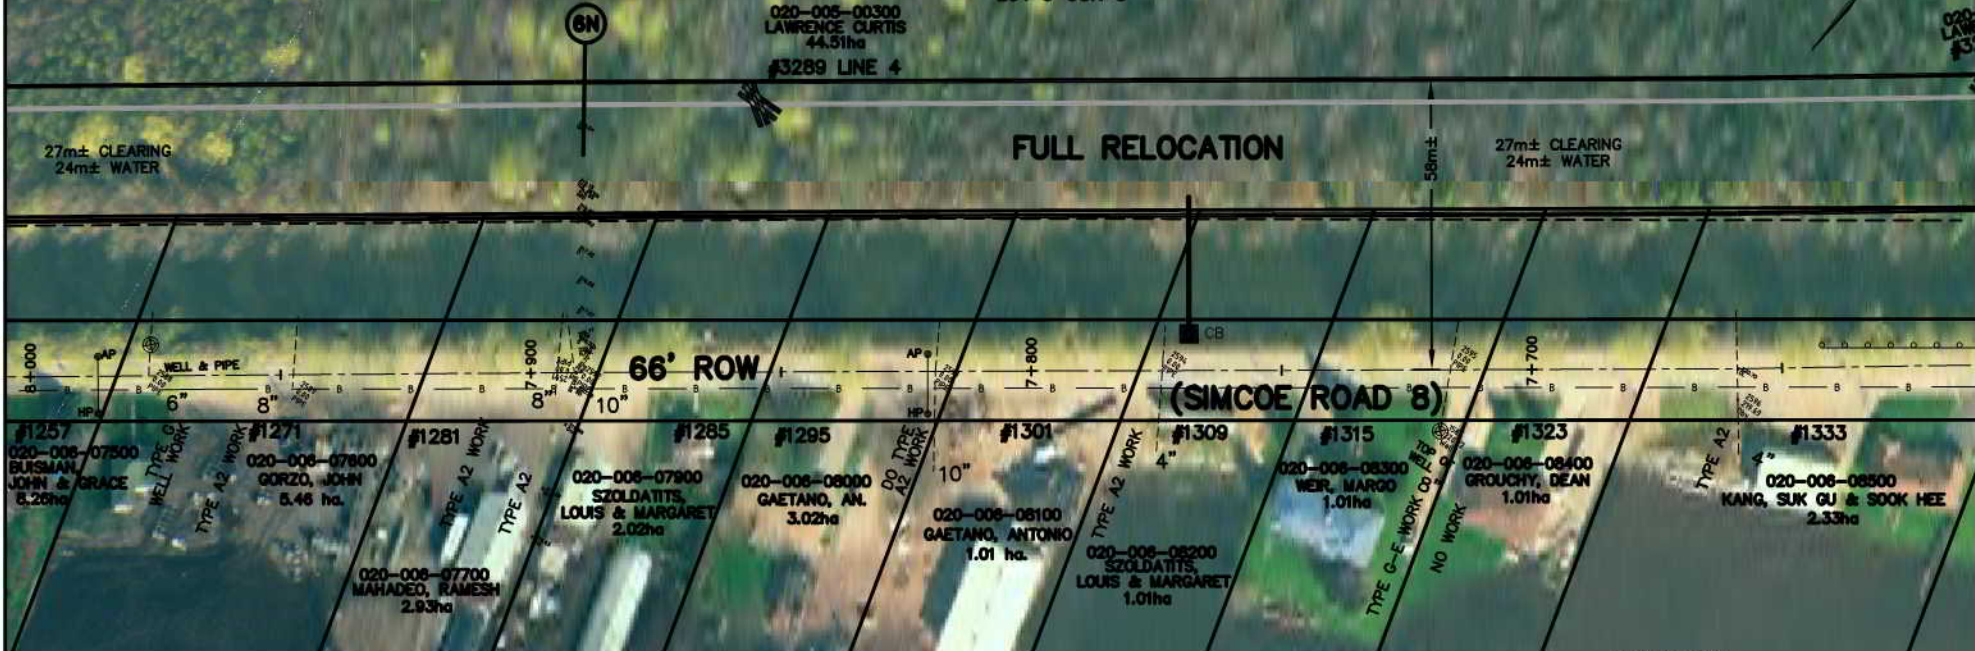 6N
020-006-00300
LAWRENCE CURTIS
44.51ha
#3289 LINE 4
27m± CLEARING
24m± WATER
FULL RELOCATION
58m±
27m± CLEARING
24m± WATER
8+000
AP
WELL & PIPE
HP
6"
8"
7+900
8"
10"
66' ROW
AP
HP
7+800
CB
(SIMCOE ROAD 8)
7+700
#1257
020-006-07500
BUISMAN,
JOHN & GRACE
8.26ha
WELL TYPE G
WORK
TYPE A2 WORK
#1271
020-006-07600
GORZO, JOHN
5.46 ha.
#1281
020-006-07700
MAHADEO, RAMESH
2.93ha
TYPE A2 WORK
TYPE A2
020-006-07900
SZOLDATITS,
LOUIS & MARGARET
2.02ha
#1285
#1295
020-006-08000
GAETANO, AN.
3.02ha
DO TYPE
A2 WORK
10"
#1301
020-006-08100
GAETANO, ANTONIO
1.01 ha.
TYPE A2 WORK
4"
#1309
020-006-08200
SZOLDATITS,
LOUIS & MARGARET
1.01ha
#1315
020-006-08300
WEIR, MARGO
1.01ha
TYPE G-E WORK
TOP
WELL
NO WORK
#1323
020-006-08400
GROUCHY, DEAN
1.01ha
TYPE A2
4"
#1333
020-006-08500
KANG, SUK GU & SOOK HEE
2.33ha